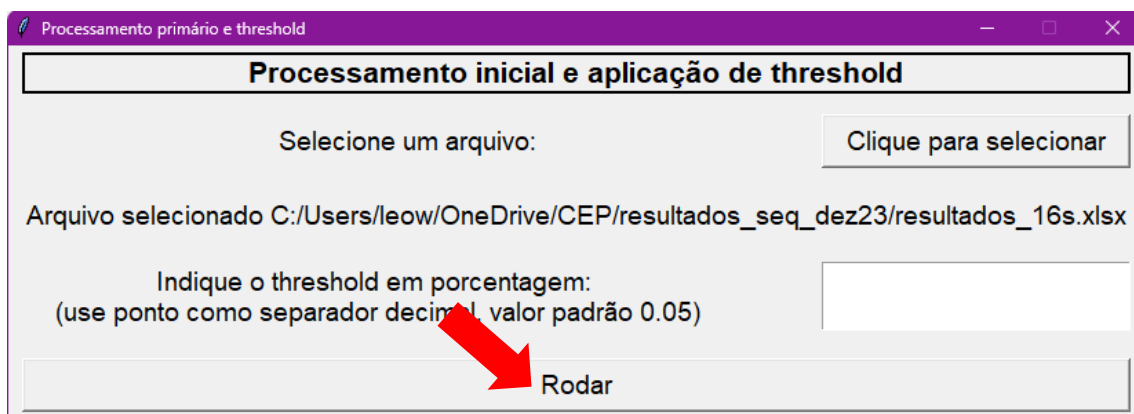 Processamento primário e threshold
Processamento inicial e aplicação de threshold
Selecione um arquivo:
Clique para selecionar
Arquivo selecionado C:/Users/leow/OneDrive/CEP/resultados_seq_dez23/resultados_16s.xlsx
Indique o threshold em porcentagem:
(use ponto como separador decimal, valor padrão 0.05)
Rodar